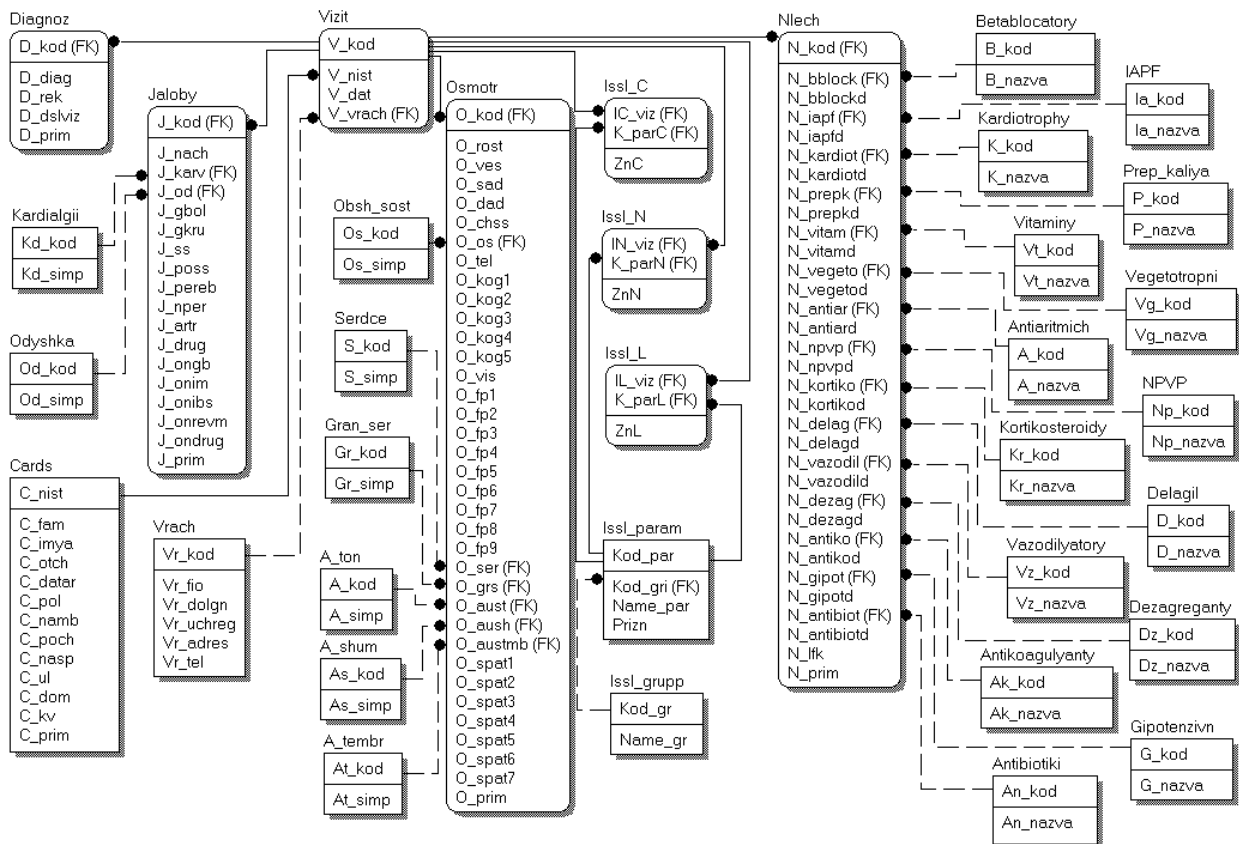 Diagnoz
D_kod (FK)
D_diag
D_rek
D_dslviz
D_prim
Jaloby
J_kod (FK)
J_nach
J_karv (FK)
J_od (FK)
J_gbol
J_gkru
J_ss
J_poss
J_pereb
J_nper
J_artr
J_drug
J_ongb
J_onim
J_onibs
J_onrevm
J_ondrug
J_prim
Kardialgii
Kd_kod
Kd_simp
Odyshka
Od_kod
Od_simp
Cards
C_nist
C_fam
C_imya
C_otch
C_datar
C_pol
C_namb
C_poch
C_nasp
C_ul
C_dom
C_kv
C_prim
Vrach
Vr_kod
Vr_fio
Vr_dolgn
Vr_uchreg
Vr_adres
Vr_tel
Vizit
V_kod
V_nist
V_dat
V_vrach (FK)
Obsh_sost
Os_kod
Os_simp
Serdce
S_kod
S_simp
Gran_ser
Gr_kod
Gr_simp
A_ton
A_kod
A_simp
A_shum
As_kod
As_simp
A_tembr
At_kod
At_simp
Osmotr
O_kod (FK)
O_rost
O_ves
O_sad
O_dad
O_chss
O_os (FK)
O_tel
O_kog1
O_kog2
O_kog3
O_kog4
O_kog5
O_vis
O_fp1
O_fp2
O_fp3
O_fp4
O_fp5
O_fp6
O_fp7
O_fp8
O_fp9
O_ser (FK)
O_grs (FK)
O_aust (FK)
O_aush (FK)
O_austmb (FK)
O_spat1
O_spat2
O_spat3
O_spat4
O_spat5
O_spat6
O_spat7
O_prim
Issl_C
IC_viz (FK)
K_parC (FK)
ZnC
Issl_N
IN_viz (FK)
K_parN (FK)
ZnN
Issl_L
IL_viz (FK)
K_parL (FK)
ZnL
Issl_param
Kod_par
Kod_gri (FK)
Name_par
Prizn
Issl_grupp
Kod_gr
Name_gr
Nlech
N_kod (FK)
N_bblock (FK)
N_bblockd
N_iapf (FK)
N_iapfd
N_kardiot (FK)
N_kardiotd
N_prepk (FK)
N_prepkd
N_vitam (FK)
N_vitamd
N_vegeto (FK)
N_vegetod
N_antiar (FK)
N_antiard
N_npvp (FK)
N_npvpd
N_kortiko (FK)
N_kortikod
N_delag (FK)
N_delagd
N_vazodil (FK)
N_vazodild
N_dezag (FK)
N_dezagd
N_antiko (FK)
N_antikod
N_gipot (FK)
N_gipotd
N_antibiot (FK)
N_antibiotd
N_lfk
N_prim
Betablocatory
B_kod
B_nazva
IAPF
Ia_kod
Ia_nazva
Kardiotrophy
K_kod
K_nazva
Prep_kaliya
P_kod
P_nazva
Vitaminy
Vt_kod
Vt_nazva
Vegetotropni
Vg_kod
Vg_nazva
Antiaritmich
A_kod
A_nazva
NPVP
Np_kod
Np_nazva
Kortikosteroidy
Kr_kod
Kr_nazva
Delagil
D_kod
D_nazva
Vazodilyatory
Vz_kod
Vz_nazva
Dezagreganty
Dz_kod
Dz_nazva
Antikoagulyanty
Ak_kod
Ak_nazva
Gipotenzivn
G_kod
G_nazva
Antibiotiki
An_kod
An_nazva